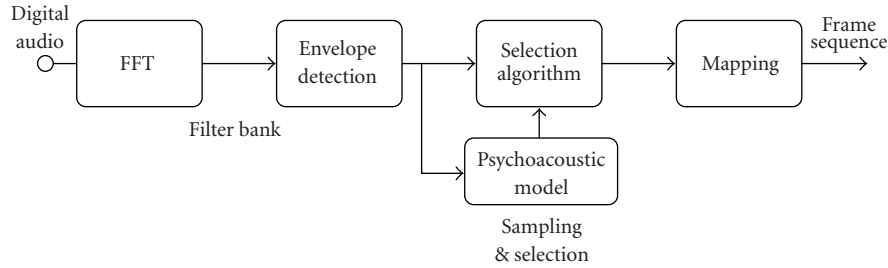 Digital
audio
FFT
Envelope
detection
Selection
algorithm
Mapping
Frame
sequence
Filter bank
Psychoacoustic
model
Sampling
& selection